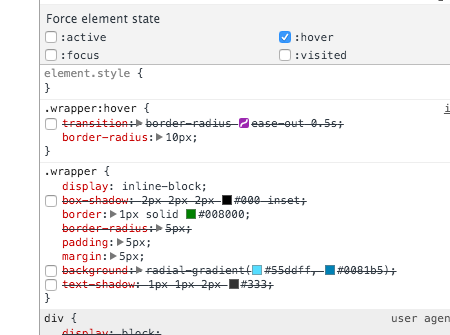 Force element state
:active :hover
:focus :visited
element.style {
}
.wrapper:hover {
transition: border-radius ease-out 0.5s;
border-radius: 10px;
}
.wrapper {
display: inline-block;
box-shadow: 2px 2px 2px #000 inset;
border: 1px solid #008000;
border-radius: 5px;
padding: 5px;
margin: 5px;
background: radial-gradient(#55ddff, #0081b5);
text-shadow: 1px 1px 2px #333;
}
div { user agen
display: block;